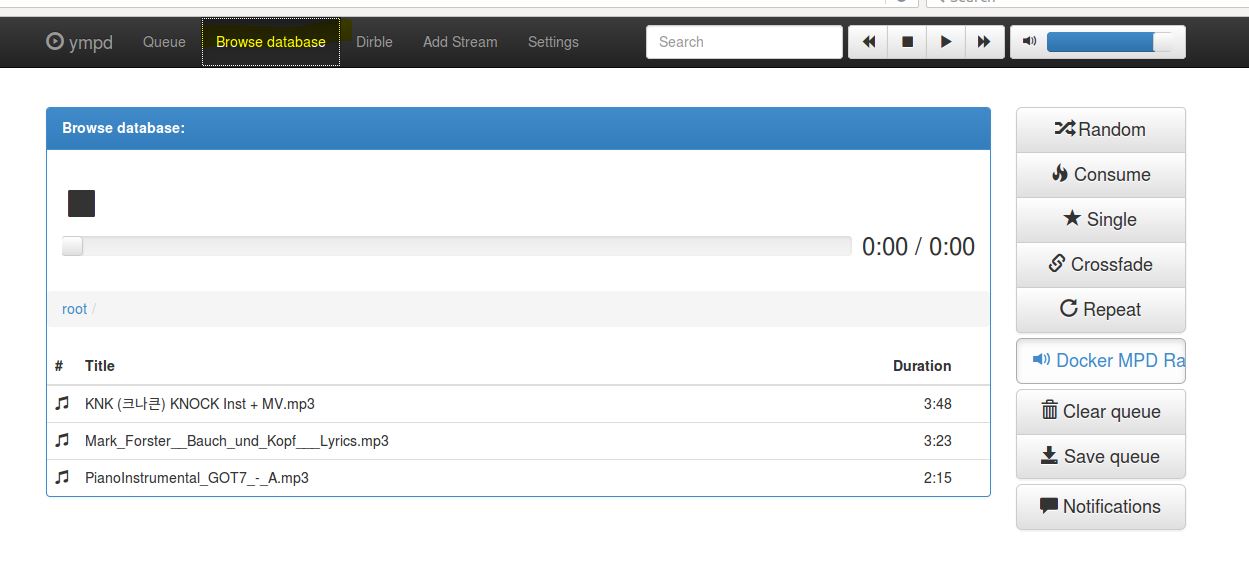 Search
ympd Queue Browse database Dirble Add Stream Settings Search
Browse database:
0:00 / 0:00
root /
# Title Duration
KNK (크나큰) KNOCK Inst + MV.mp3 3:48
Mark_Forster__Bauch_und_Kopf___Lyrics.mp3 3:23
PianoInstrumental_GOT7_-_A.mp3 2:15
Random
Consume
Single
Crossfade
Repeat
Docker MPD Ra
Clear queue
Save queue
Notifications